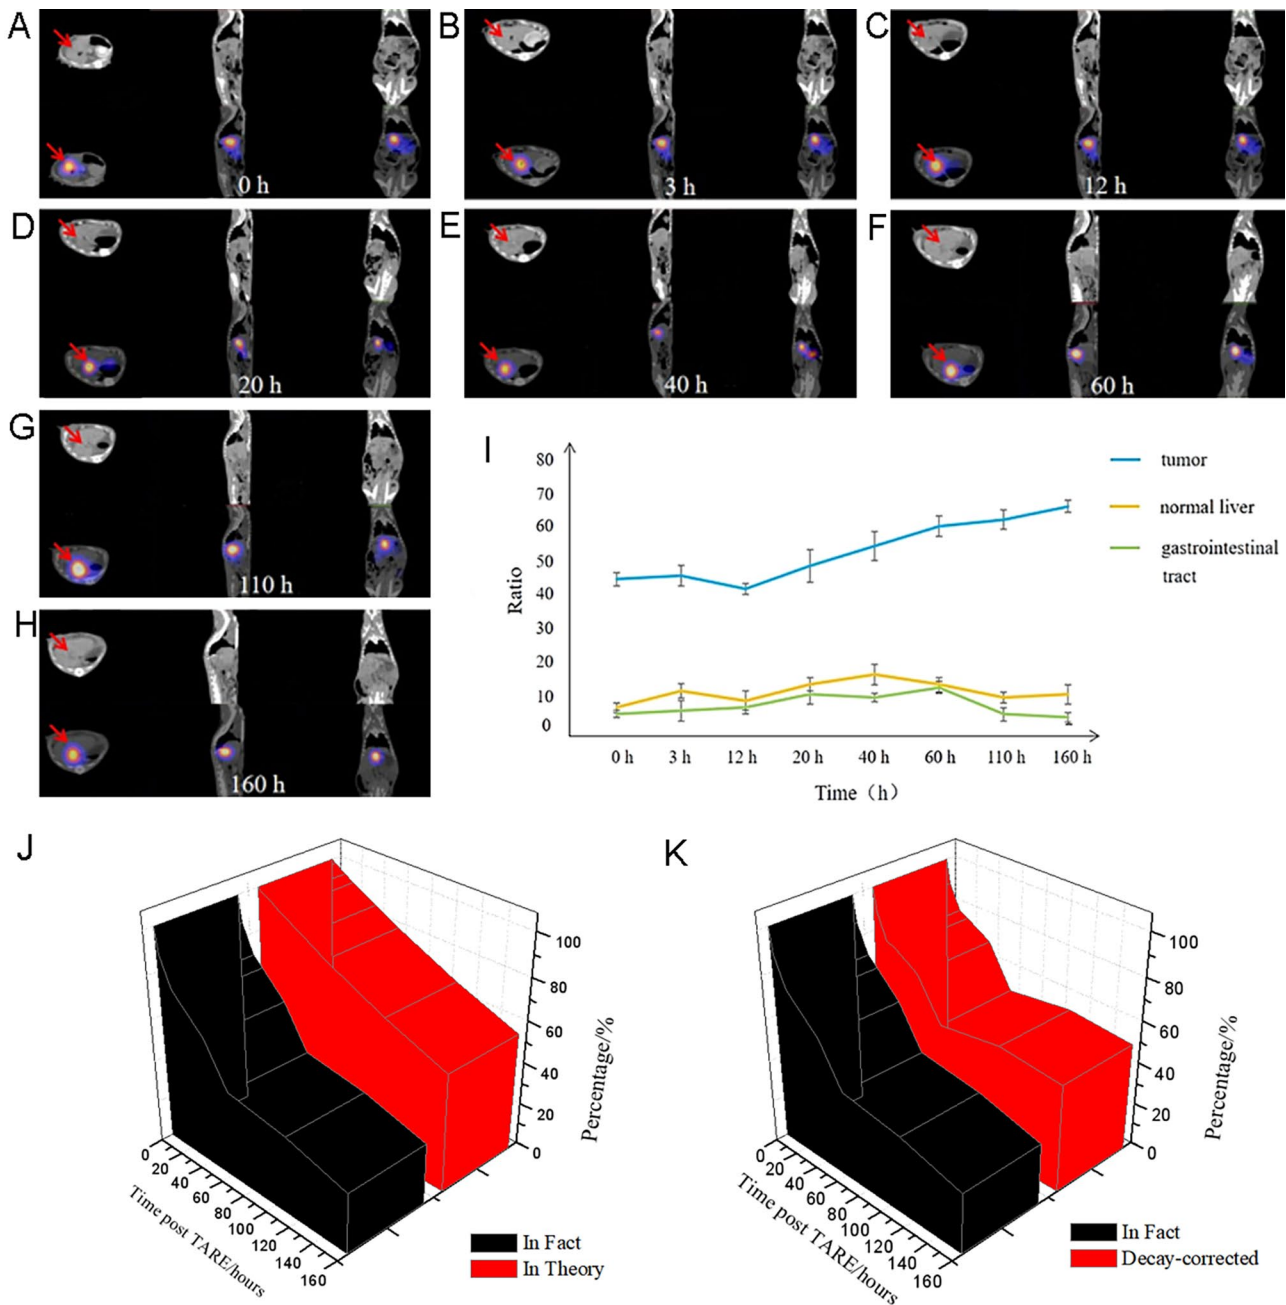 A
0 h
B
3 h
C
12 h
D
20 h
E
40 h
F
60 h
G
110 h
H
160 h
I
80
70
60
50
40
30
20
10
0
Ratio
0 h 3 h 12 h 20 h 40 h 60 h 110 h 160 h
Time（h）
tumor
normal liver
gastrointestinal
tract
J
100
80
60
40
20
0
Percentage/%
0
20
40
60
80
100
120
140
160
Time post TARE/hours
In Fact
In Theory
K
100
80
60
40
20
0
Percentage/%
0
20
40
60
80
100
120
140
160
Time post TARE/hours
In Fact
Decay-corrected